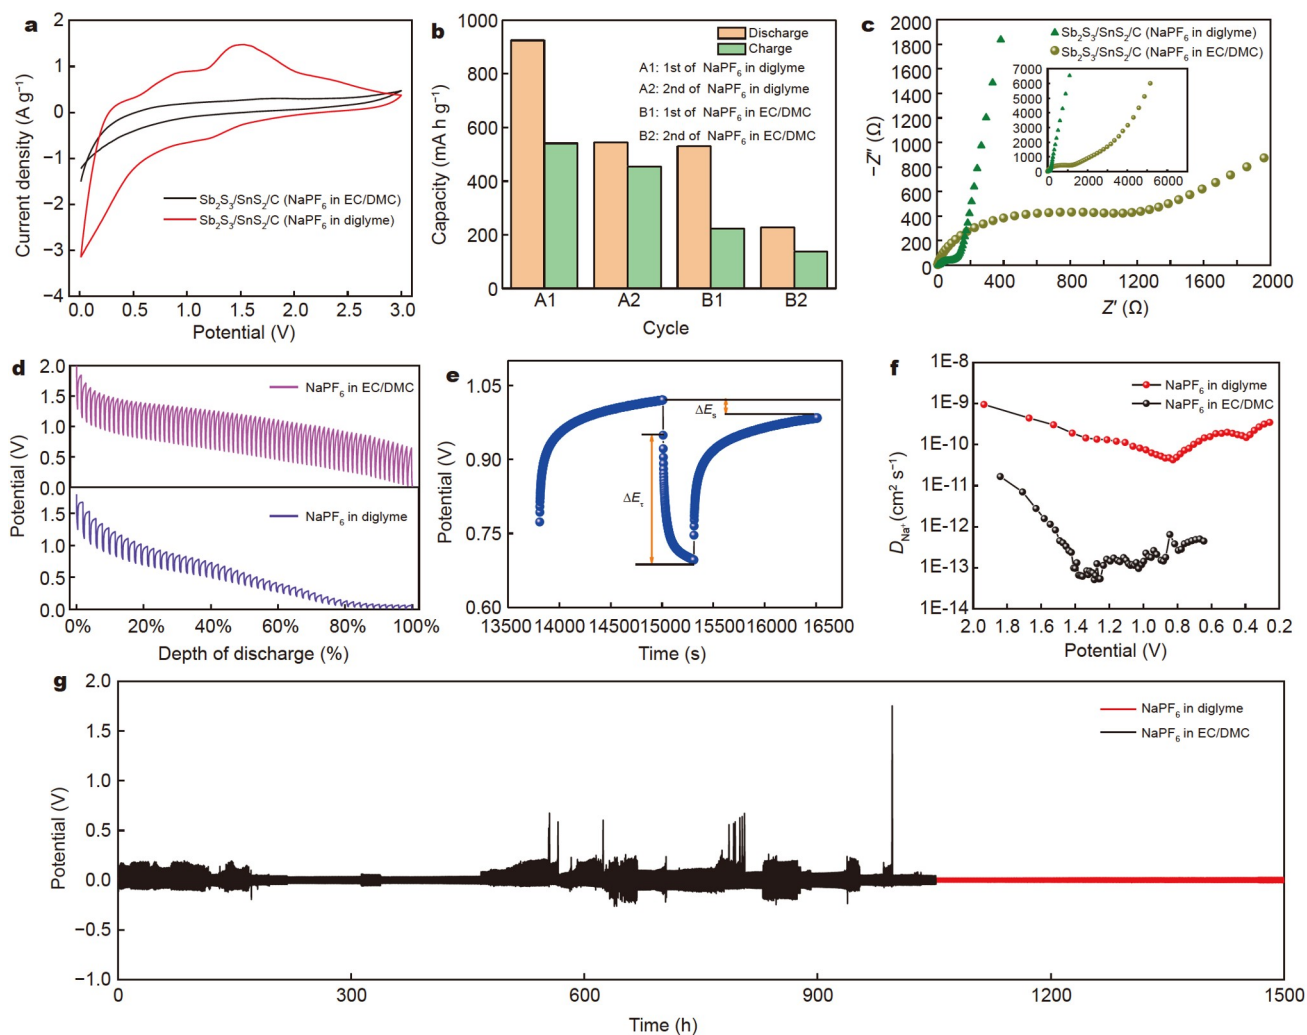 a
2
1
0
−1
−2
−3
−4
Current density (A g⁻¹)
Sb₂S₃/SnS₂/C (NaPF₆ in EC/DMC)
Sb₂S₃/SnS₂/C (NaPF₆ in diglyme)
0.0 0.5 1.0 1.5 2.0 2.5 3.0
Potential (V)
b
1000
800
600
400
200
0
Capacity (mA h g⁻¹)
Discharge
Charge
A1: 1st of NaPF₆ in diglyme
A2: 2nd of NaPF₆ in diglyme
B1: 1st of NaPF₆ in EC/DMC
B2: 2nd of NaPF₆ in EC/DMC
A1 A2 B1 B2
Cycle
c
2000
1800
1600
1400
1200
1000
800
600
400
200
0
−Z″ (Ω)
Sb₂S₃/SnS₂/C (NaPF₆ in diglyme)
Sb₂S₃/SnS₂/C (NaPF₆ in EC/DMC)
7000
6000
5000
4000
3000
2000
1000
0
0 2000 4000 6000
0 400 800 1200 1600 2000
Z′ (Ω)
d
2.0
1.5
1.0
0.5
0.0
1.5
1.0
0.5
0.0
Potential (V)
NaPF₆ in EC/DMC
NaPF₆ in diglyme
0% 20% 40% 60% 80% 100%
Depth of discharge (%)
e
1.05
0.90
0.75
0.60
Potential (V)
ΔEₛ
ΔE_τ
13500 14000 15000 15500 16000 16500
Time (s)
f
1E−8
1E−9
1E−10
1E−11
1E−12
1E−13
1E−14
D_Na⁺ (cm² s⁻¹)
NaPF₆ in diglyme
NaPF₆ in EC/DMC
2.0 1.8 1.6 1.4 1.2 1.0 0.8 0.6 0.4 0.2
Potential (V)
g
2.0
1.5
1.0
0.5
0.0
−0.5
−1.0
Potential (V)
NaPF₆ in diglyme
NaPF₆ in EC/DMC
0 300 600 900 1200 1500
Time (h)